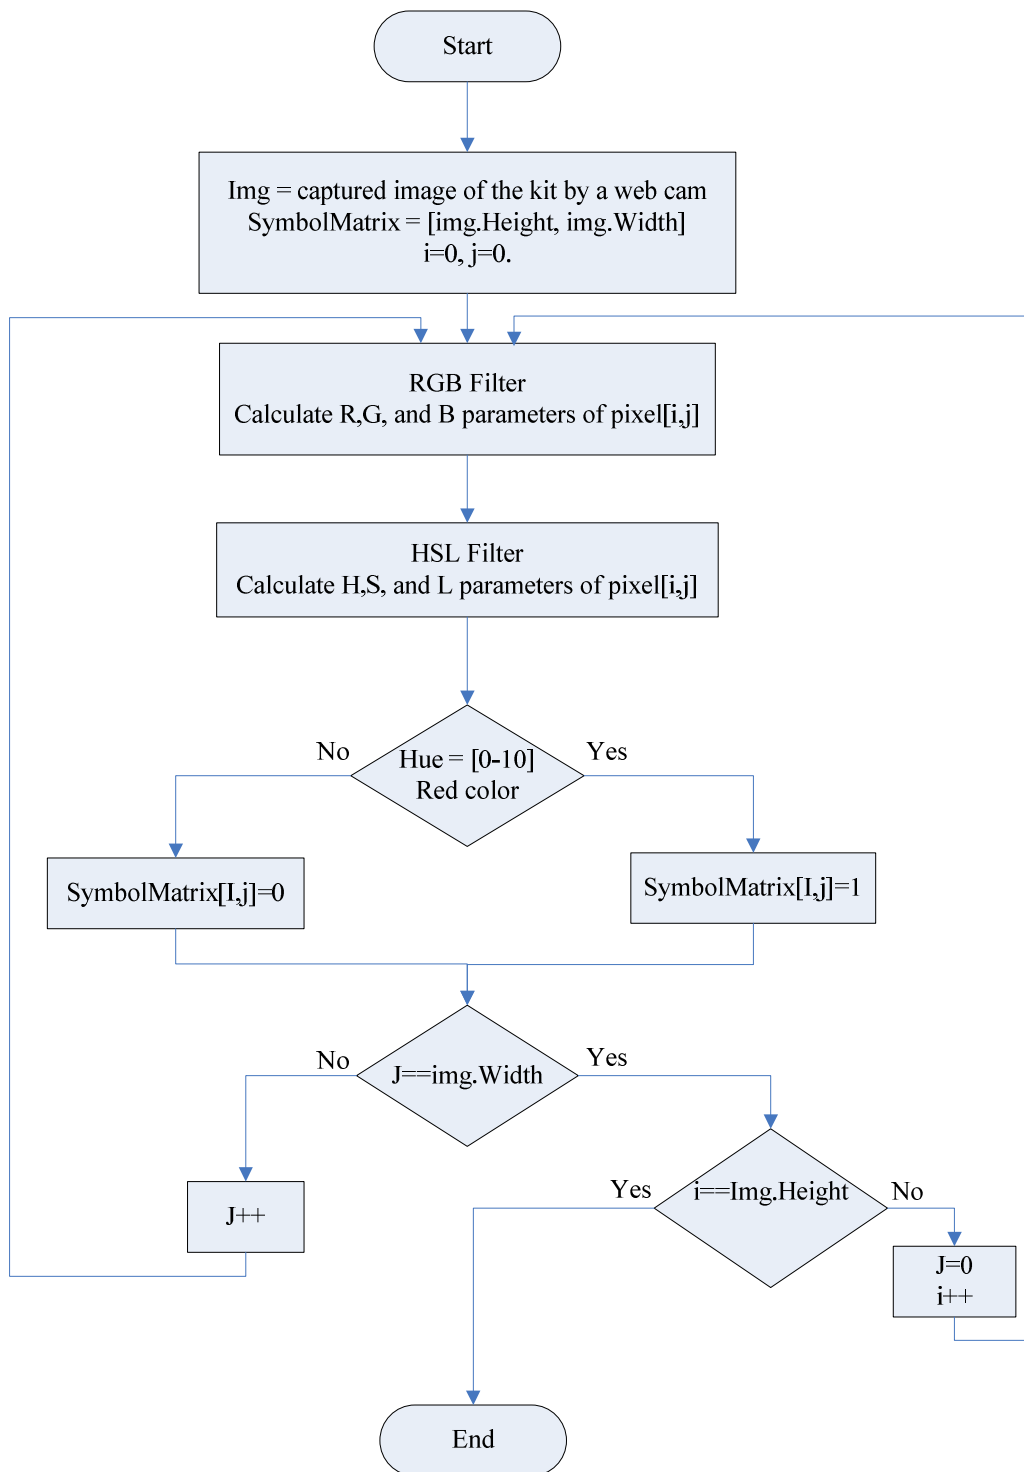 Start
Img = captured image of the kit by a web cam
SymbolMatrix = [img.Height, img.Width]
i=0, j=0.
RGB Filter
Calculate R,G, and B parameters of pixel[i,j]
HSL Filter
Calculate H,S, and L parameters of pixel[i,j]
No
Hue = [0-10]
Red color
Yes
SymbolMatrix[I,j]=0
SymbolMatrix[I,j]=1
No
J==img.Width
Yes
J++
Yes
i==Img.Height
No
J=0
i++
End